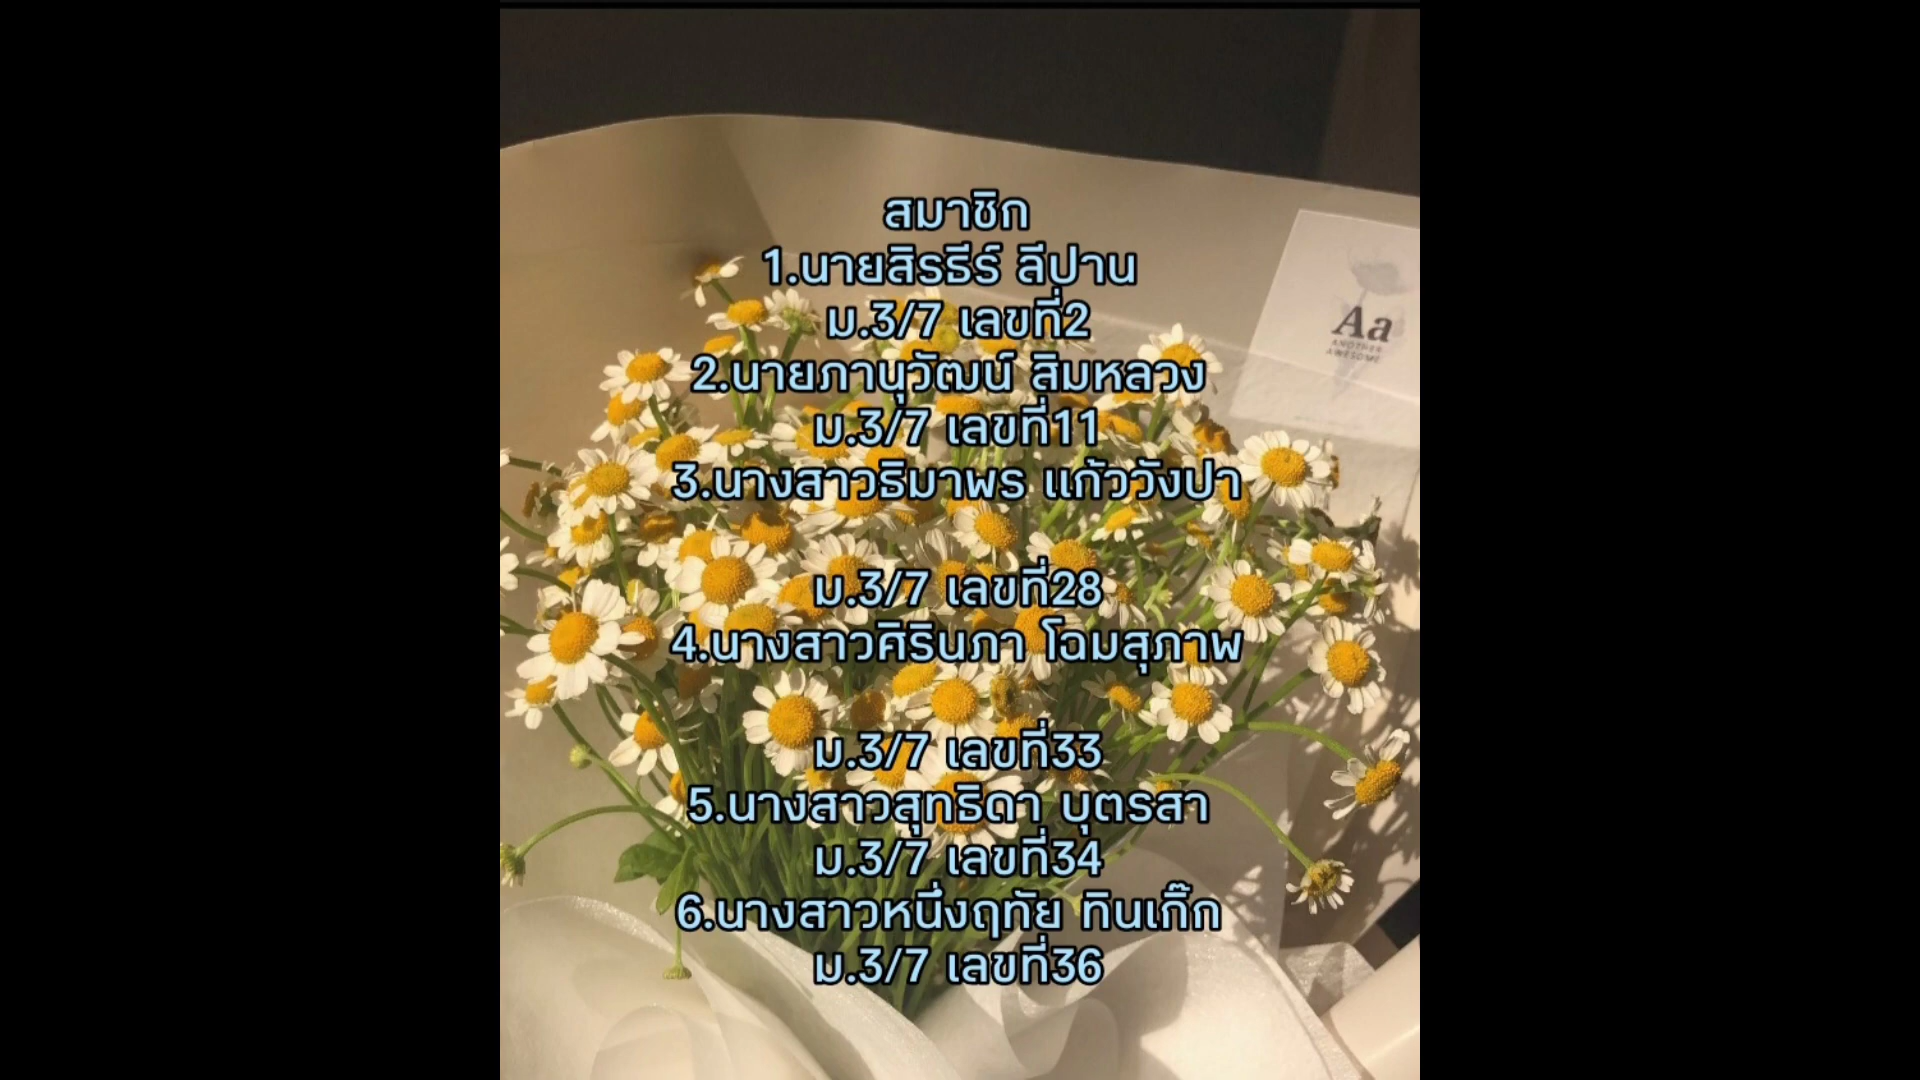 สมาชิก
1.นายสิรธีร์ ลีปาน
ม.3/7 เลขที่2
2.นายภานุวัฒน์ สิมหลวง
ม.3/7 เลขที่11
3.นางสาวธิมาพร แก้ววังปา
ม.3/7 เลขที่28
4.นางสาวศิรินภา โฉมสุภาพ
ม.3/7 เลขที่33
5.นางสาวสุทธิดา บุตรสา
ม.3/7 เลขที่34
6.นางสาวหนึ่งฤทัย ทินเกิ๊ก
ม.3/7 เลขที่36
Aa
ANOTHER
AWESOME